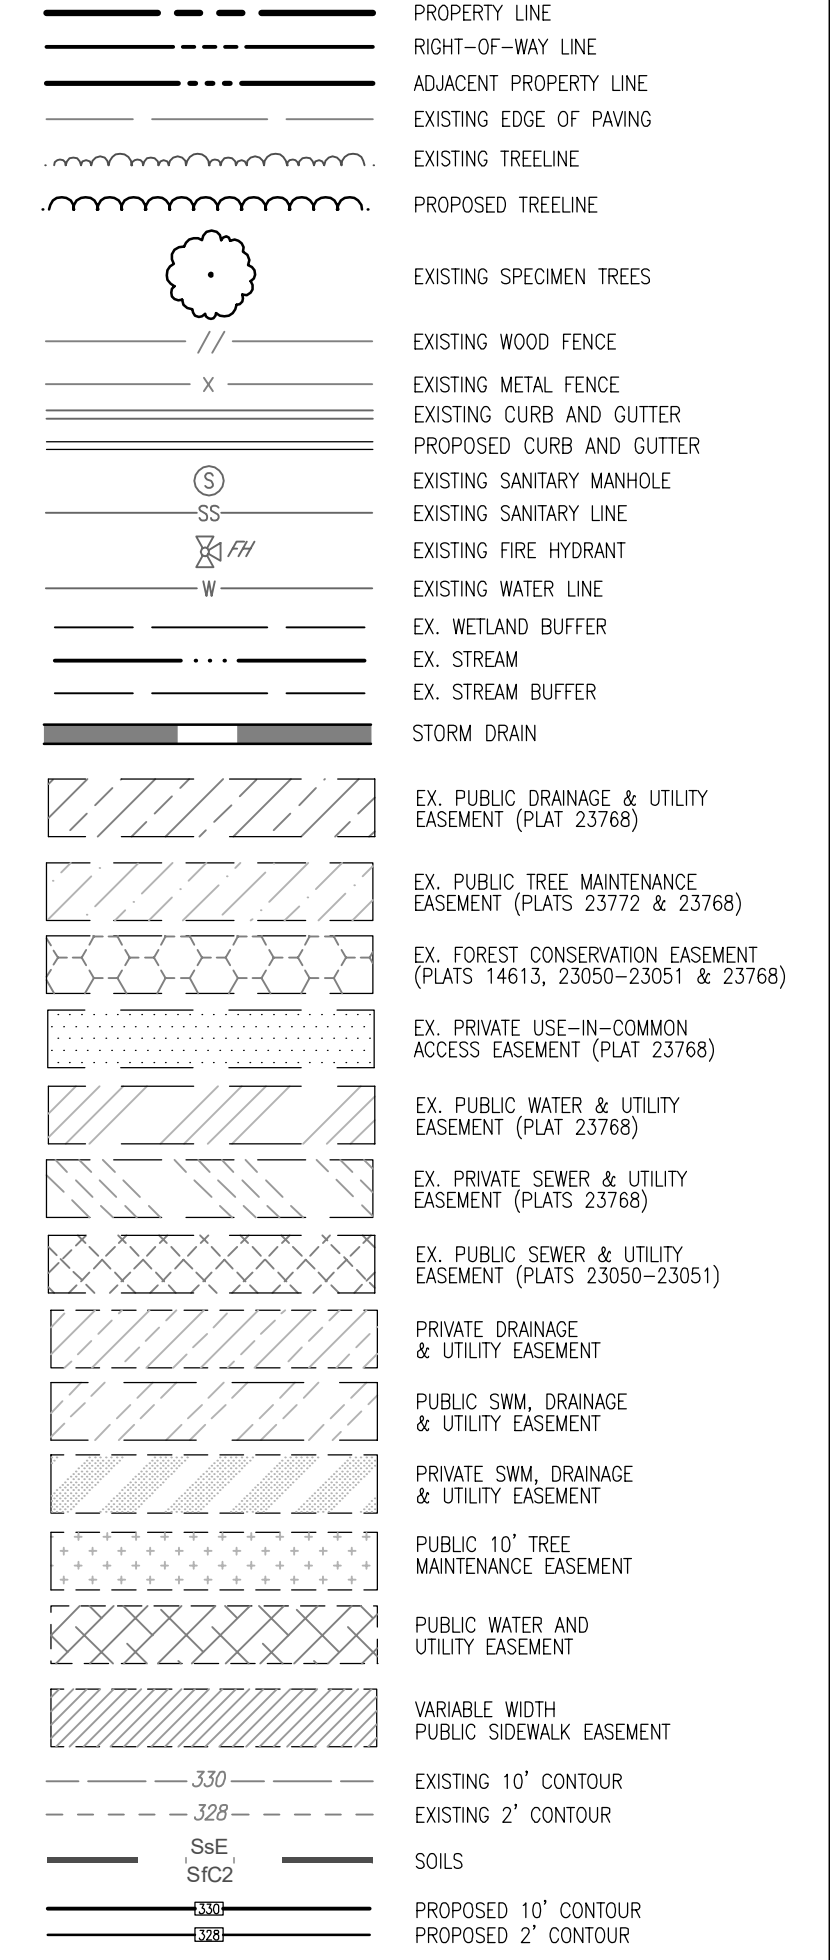 PROPERTY LINE
RIGHT-OF-WAY LINE
ADJACENT PROPERTY LINE
EXISTING EDGE OF PAVING
EXISTING TREELINE
PROPOSED TREELINE
EXISTING SPECIMEN TREES
// EXISTING WOOD FENCE
X EXISTING METAL FENCE
EXISTING CURB AND GUTTER
PROPOSED CURB AND GUTTER
S EXISTING SANITARY MANHOLE
SS EXISTING SANITARY LINE
FH EXISTING FIRE HYDRANT
W EXISTING WATER LINE
EX. WETLAND BUFFER
EX. STREAM
EX. STREAM BUFFER
STORM DRAIN
EX. PUBLIC DRAINAGE & UTILITY
EASEMENT (PLAT 23768)
EX. PUBLIC TREE MAINTENANCE
EASEMENT (PLATS 23772 & 23768)
EX. FOREST CONSERVATION EASEMENT
(PLATS 14613, 23050-23051 & 23768)
EX. PRIVATE USE-IN-COMMON
ACCESS EASEMENT (PLAT 23768)
EX. PUBLIC WATER & UTILITY
EASEMENT (PLAT 23768)
EX. PRIVATE SEWER & UTILITY
EASEMENT (PLATS 23768)
EX. PUBLIC SEWER & UTILITY
EASEMENT (PLATS 23050-23051)
PRIVATE DRAINAGE
& UTILITY EASEMENT
PUBLIC SWM, DRAINAGE
& UTILITY EASEMENT
PRIVATE SWM, DRAINAGE
& UTILITY EASEMENT
PUBLIC 10' TREE
MAINTENANCE EASEMENT
PUBLIC WATER AND
UTILITY EASEMENT
VARIABLE WIDTH
PUBLIC SIDEWALK EASEMENT
330 EXISTING 10' CONTOUR
328 EXISTING 2' CONTOUR
SsE
SfC2
SOILS
330 PROPOSED 10' CONTOUR
328 PROPOSED 2' CONTOUR